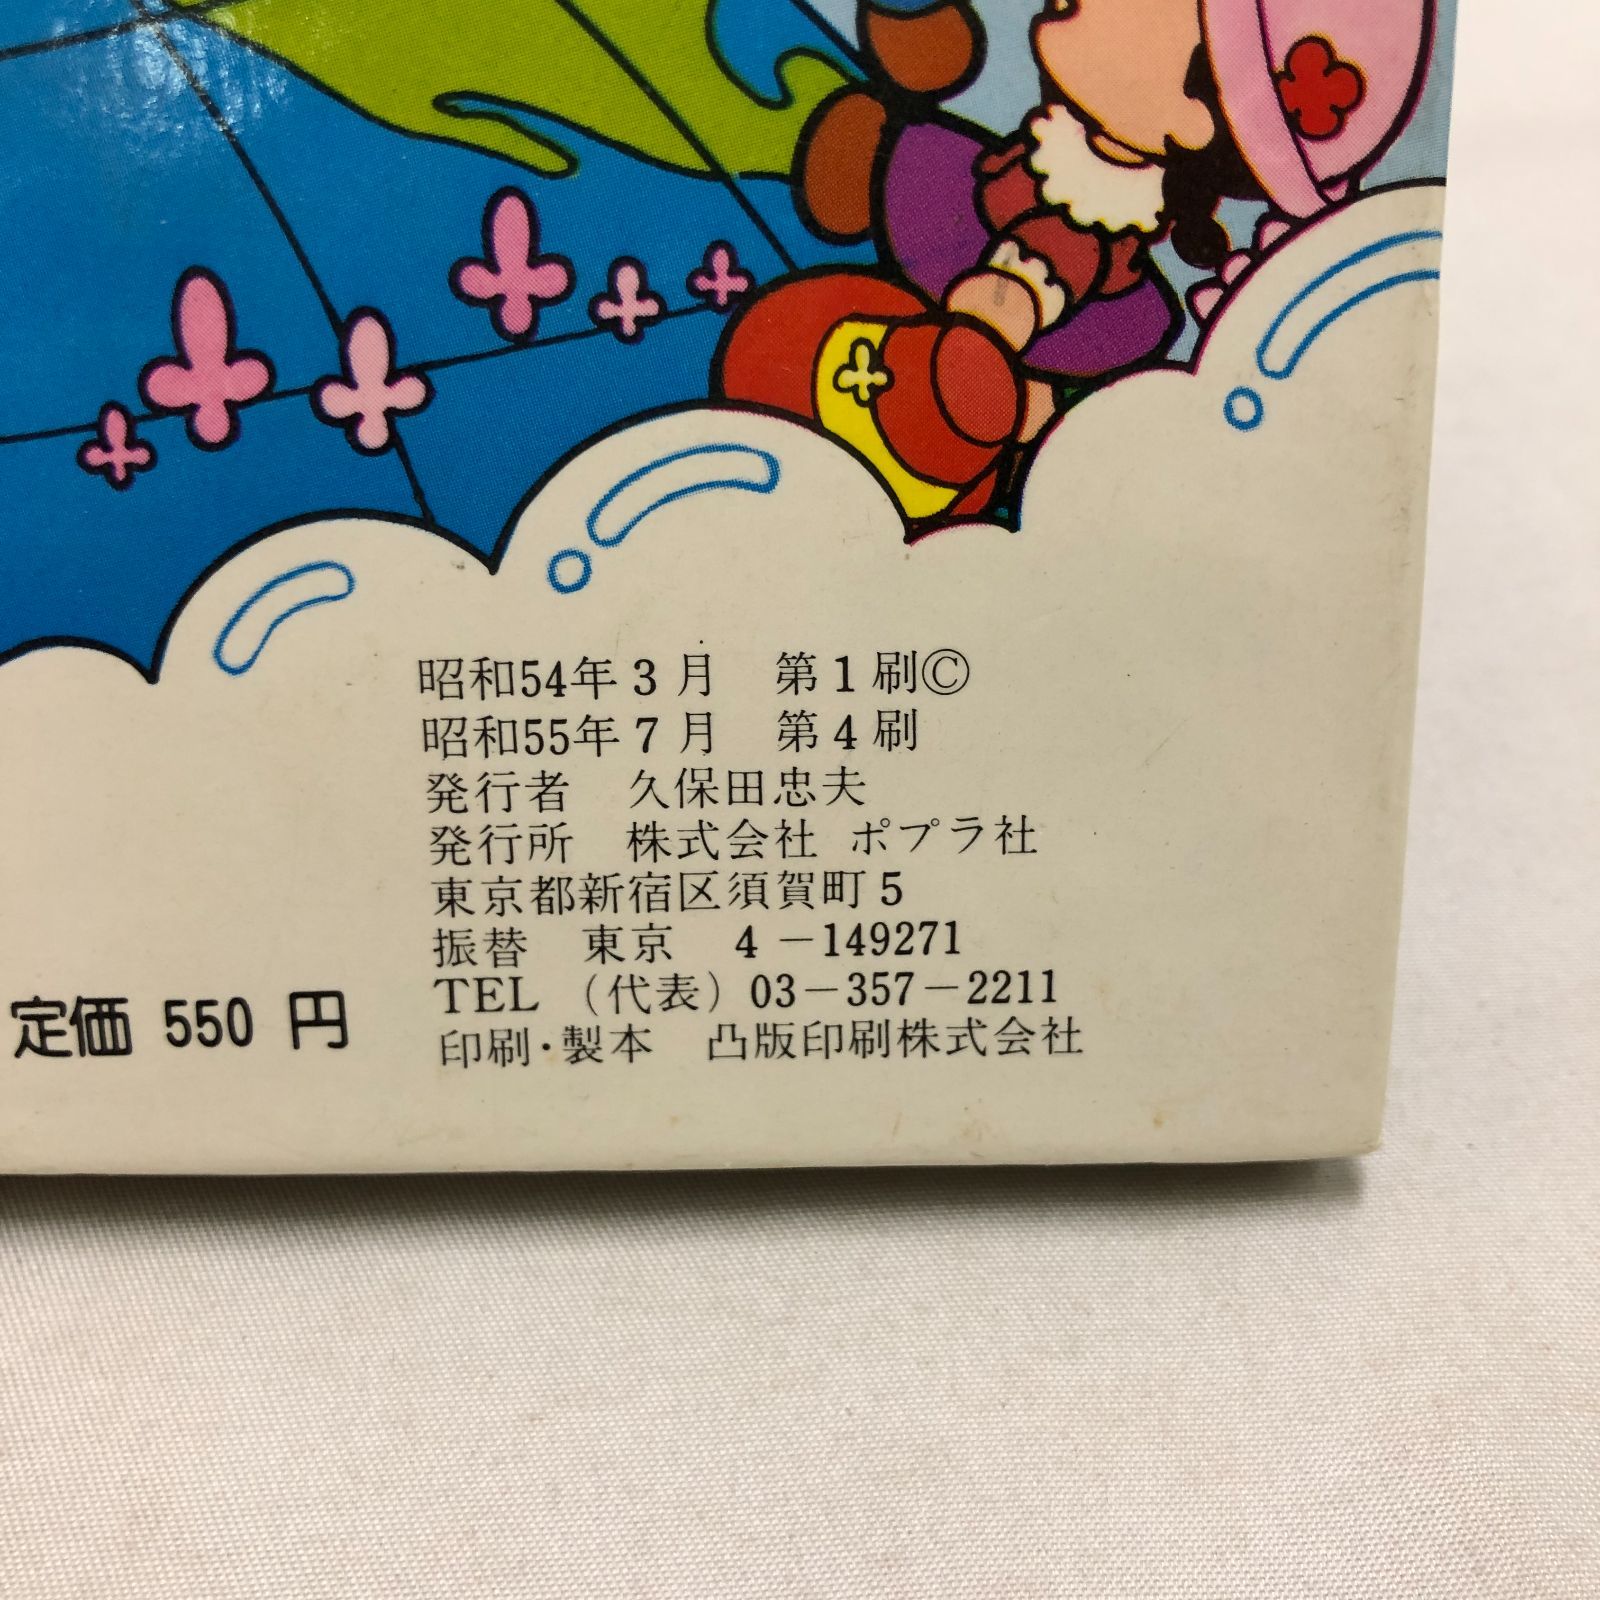 昭和54年3月　第1刷©
昭和55年7月　第4刷
発行者　久保田忠夫
発行所　株式会社 ポプラ社
東京都新宿区須賀町5
振替　東京　4－149271
TEL （代表）03－357－2211
印刷・製本　凸版印刷株式会社
定価 550 円